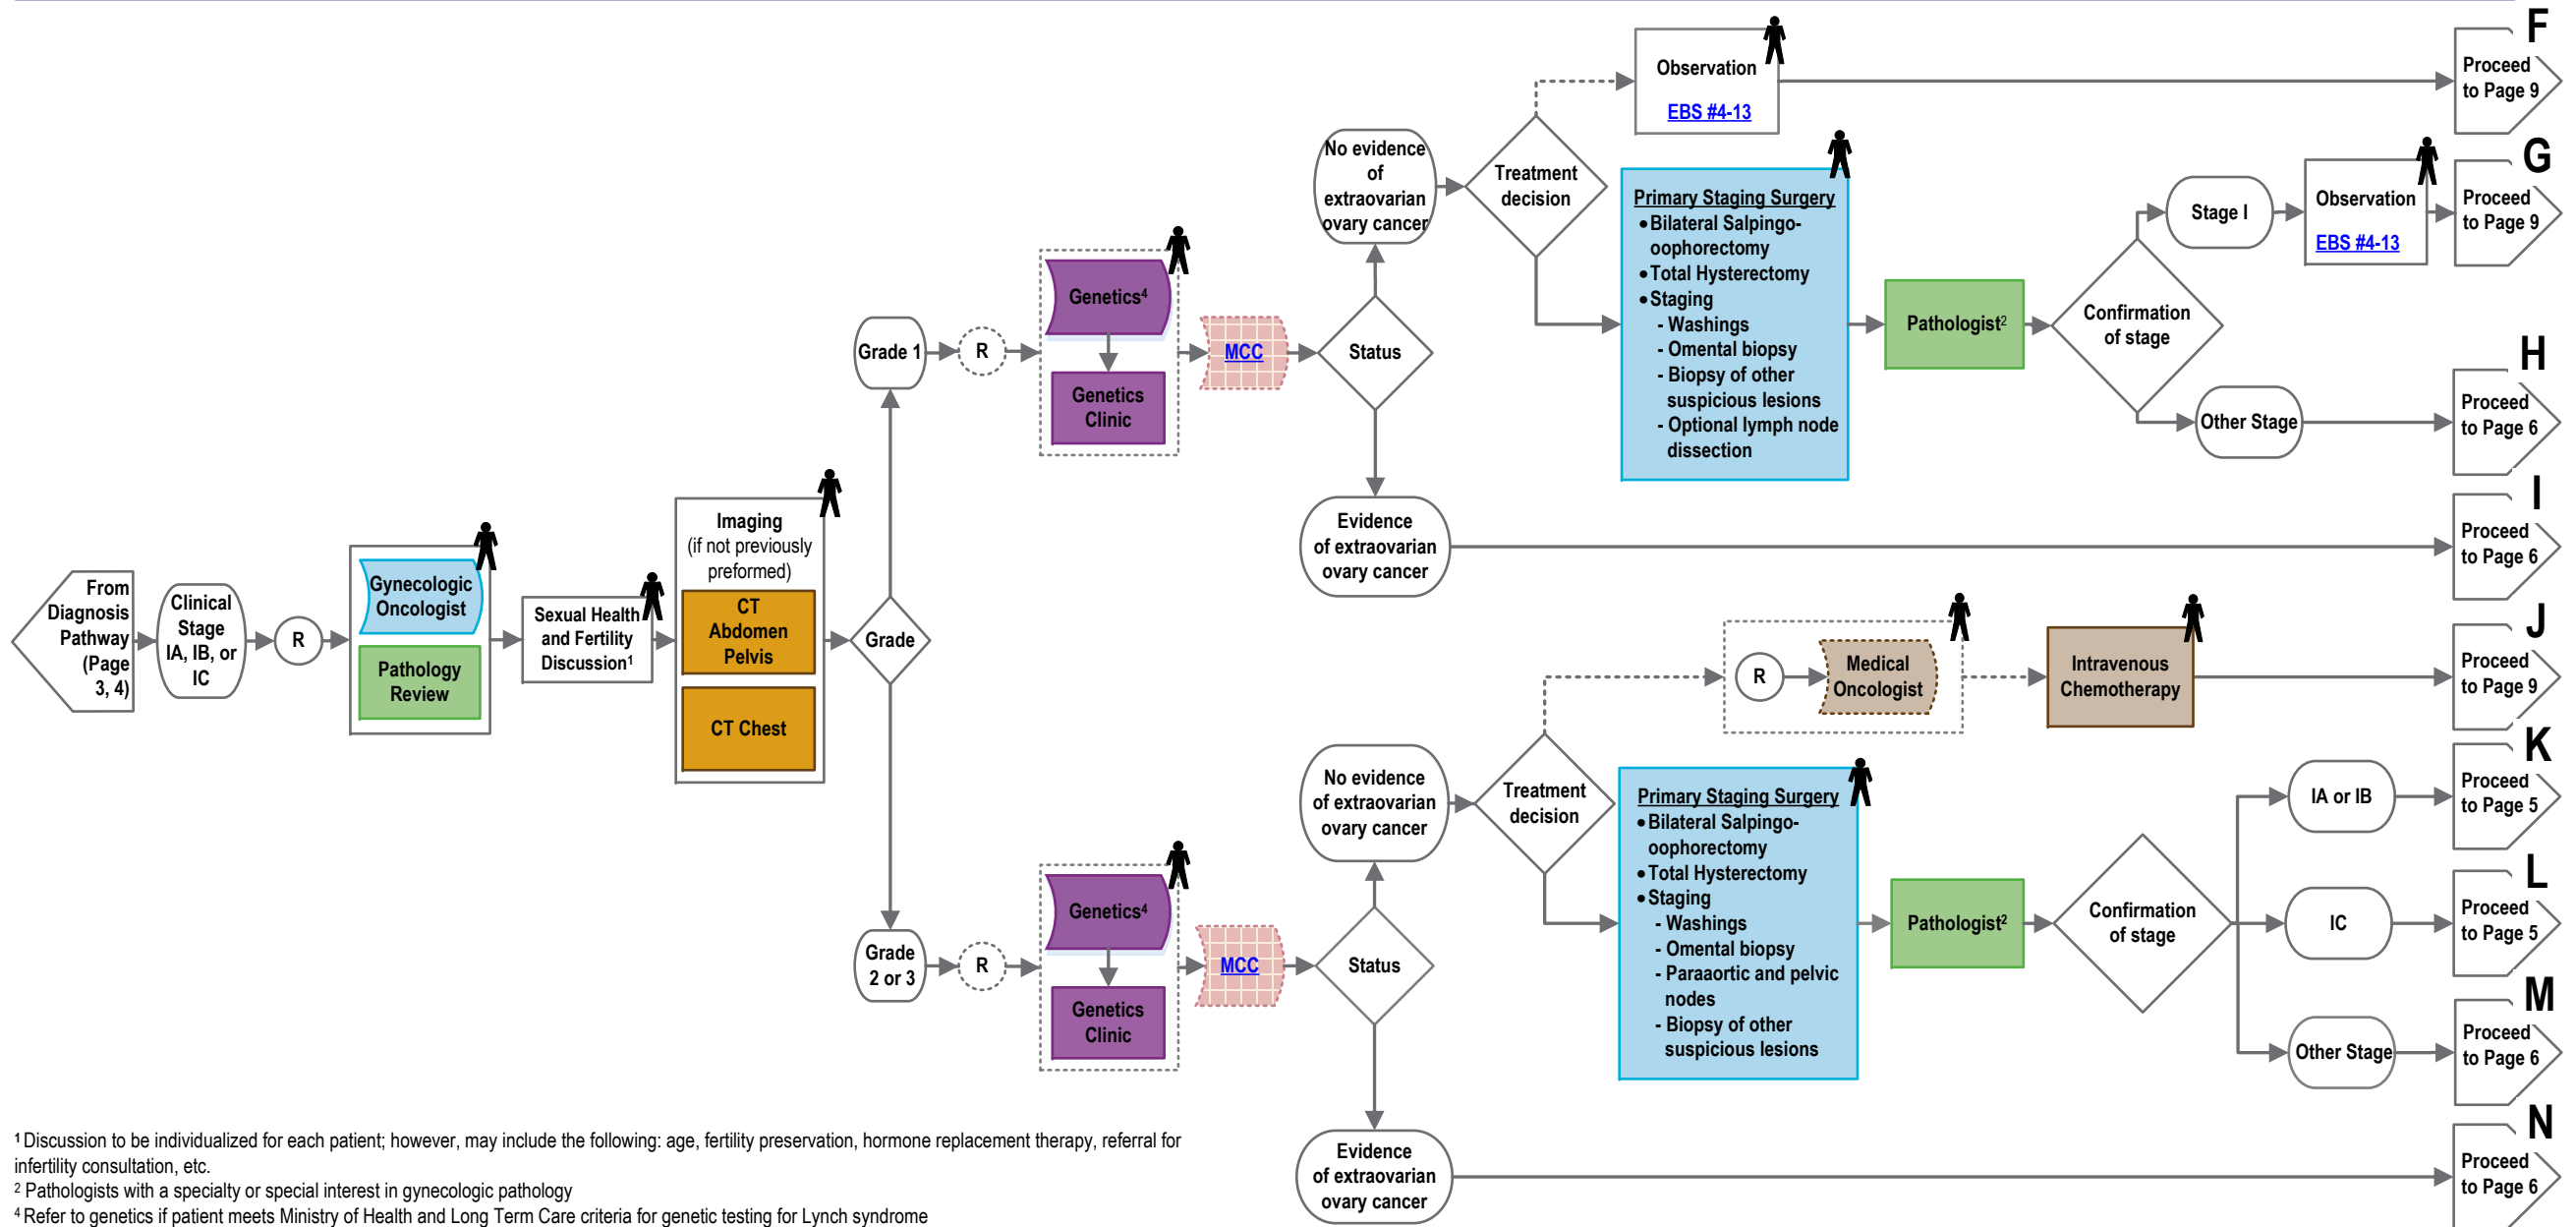 From
Diagnosis
Pathway
(Page
3, 4)
Clinical
Stage
IA, IB, or
IC
R
Gynecologic
Oncologist
Pathology
Review
Sexual Health
and Fertility
Discussion¹
Imaging
(if not previously
preformed)
CT
Abdomen
Pelvis
CT Chest
Grade
Grade 1
R
Genetics⁴
Genetics
Clinic
MCC
Status
No evidence
of
extraovarian
ovary cancer
Treatment
decision
Observation
EBS #4-13
F
Proceed
to Page 9
Primary Staging Surgery
•Bilateral Salpingo-
oophorectomy
•Total Hysterectomy
•Staging
- Washings
- Omental biopsy
- Biopsy of other
suspicious lesions
- Optional lymph node
dissection
Pathologist²
Confirmation
of stage
Stage I
Observation
EBS #4-13
G
Proceed
to Page 9
Other Stage
H
Proceed
to Page 6
Evidence
of extraovarian
ovary cancer
I
Proceed
to Page 6
Grade
2 or 3
R
Genetics⁴
Genetics
Clinic
MCC
Status
No evidence
of extraovarian
ovary cancer
Treatment
decision
R
Medical
Oncologist
Intravenous
Chemotherapy
J
Proceed
to Page 9
Primary Staging Surgery
•Bilateral Salpingo-
oophorectomy
•Total Hysterectomy
•Staging
- Washings
- Omental biopsy
- Paraaortic and pelvic
nodes
- Biopsy of other
suspicious lesions
Pathologist²
Confirmation
of stage
IA or IB
K
Proceed
to Page 5
IC
L
Proceed
to Page 5
Other Stage
M
Proceed
to Page 6
Evidence
of extraovarian
ovary cancer
N
Proceed
to Page 6
¹ Discussion to be individualized for each patient; however, may include the following: age, fertility preservation, hormone replacement therapy, referral for
infertility consultation, etc.
² Pathologists with a specialty or special interest in gynecologic pathology
⁴ Refer to genetics if patient meets Ministry of Health and Long Term Care criteria for genetic testing for Lynch syndrome